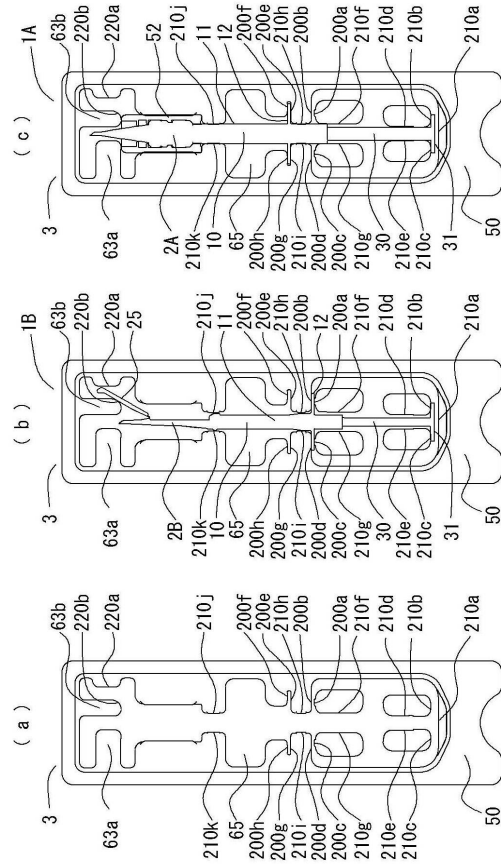 ( a )
3
63a
210k
65
200h
200g
210i
200d
200c
210g
210e
210c
50
63b
220b
220a
210j
200f
200e
210h
200b
200a
210f
210d
210b
210a
( b )
3
63a
2B
210k
10
65
200h
200g
210i
200d
200c
210g
30
210e
210c
31
50
1B
63b
220b
220a
25
210j
11
200f
200e
210h
200b
12
200a
210f
210d
210b
210a
( c )
3
63a
2A
210k
10
65
200h
200g
210i
200d
200c
210g
30
210e
210c
31
50
1A
63b
220b
220a
52
210j
11
12
200f
200e
210h
200b
200a
210f
210d
210b
210a